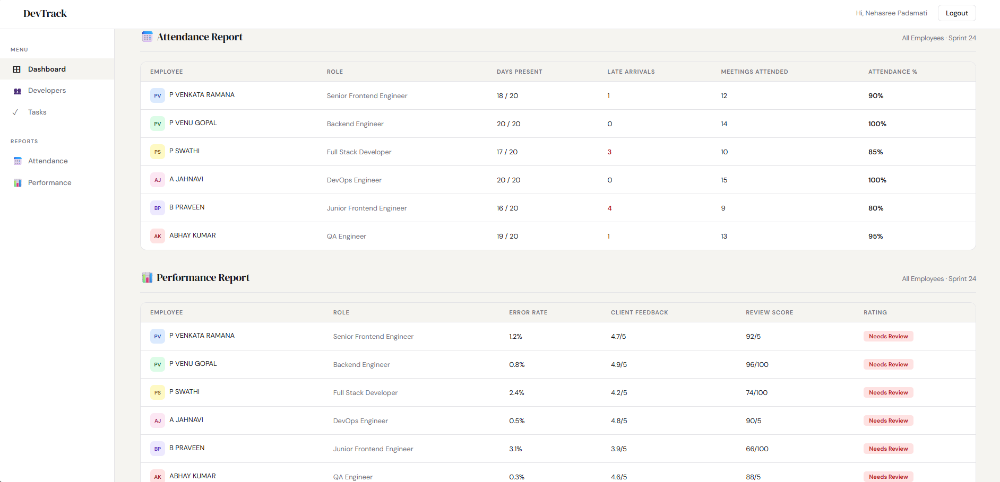 DevTrack
Hi, Nehasree Padamati
Logout
MENU
Dashboard
Developers
Tasks
REPORTS
Attendance
Performance
Attendance Report
All Employees · Sprint 24
EMPLOYEE ROLE DAYS PRESENT LATE ARRIVALS MEETINGS ATTENDED ATTENDANCE %
PV P VENKATA RAMANA Senior Frontend Engineer 18 / 20 1 12 90%
PV P VENU GOPAL Backend Engineer 20 / 20 0 14 100%
PS P SWATHI Full Stack Developer 17 / 20 3 10 85%
AJ A JAHNAVI DevOps Engineer 20 / 20 0 15 100%
BP B PRAVEEN Junior Frontend Engineer 16 / 20 4 9 80%
AK ABHAY KUMAR QA Engineer 19 / 20 1 13 95%
Performance Report
All Employees · Sprint 24
EMPLOYEE ROLE ERROR RATE CLIENT FEEDBACK REVIEW SCORE RATING
PV P VENKATA RAMANA Senior Frontend Engineer 1.2% 4.7/5 92/5 Needs Review
PV P VENU GOPAL Backend Engineer 0.8% 4.9/5 96/100 Needs Review
PS P SWATHI Full Stack Developer 2.4% 4.2/5 74/100 Needs Review
AJ A JAHNAVI DevOps Engineer 0.5% 4.8/5 90/5 Needs Review
BP B PRAVEEN Junior Frontend Engineer 3.1% 3.9/5 66/100 Needs Review
AK ABHAY KUMAR QA Engineer 0.3% 4.6/5 88/5 Needs Review